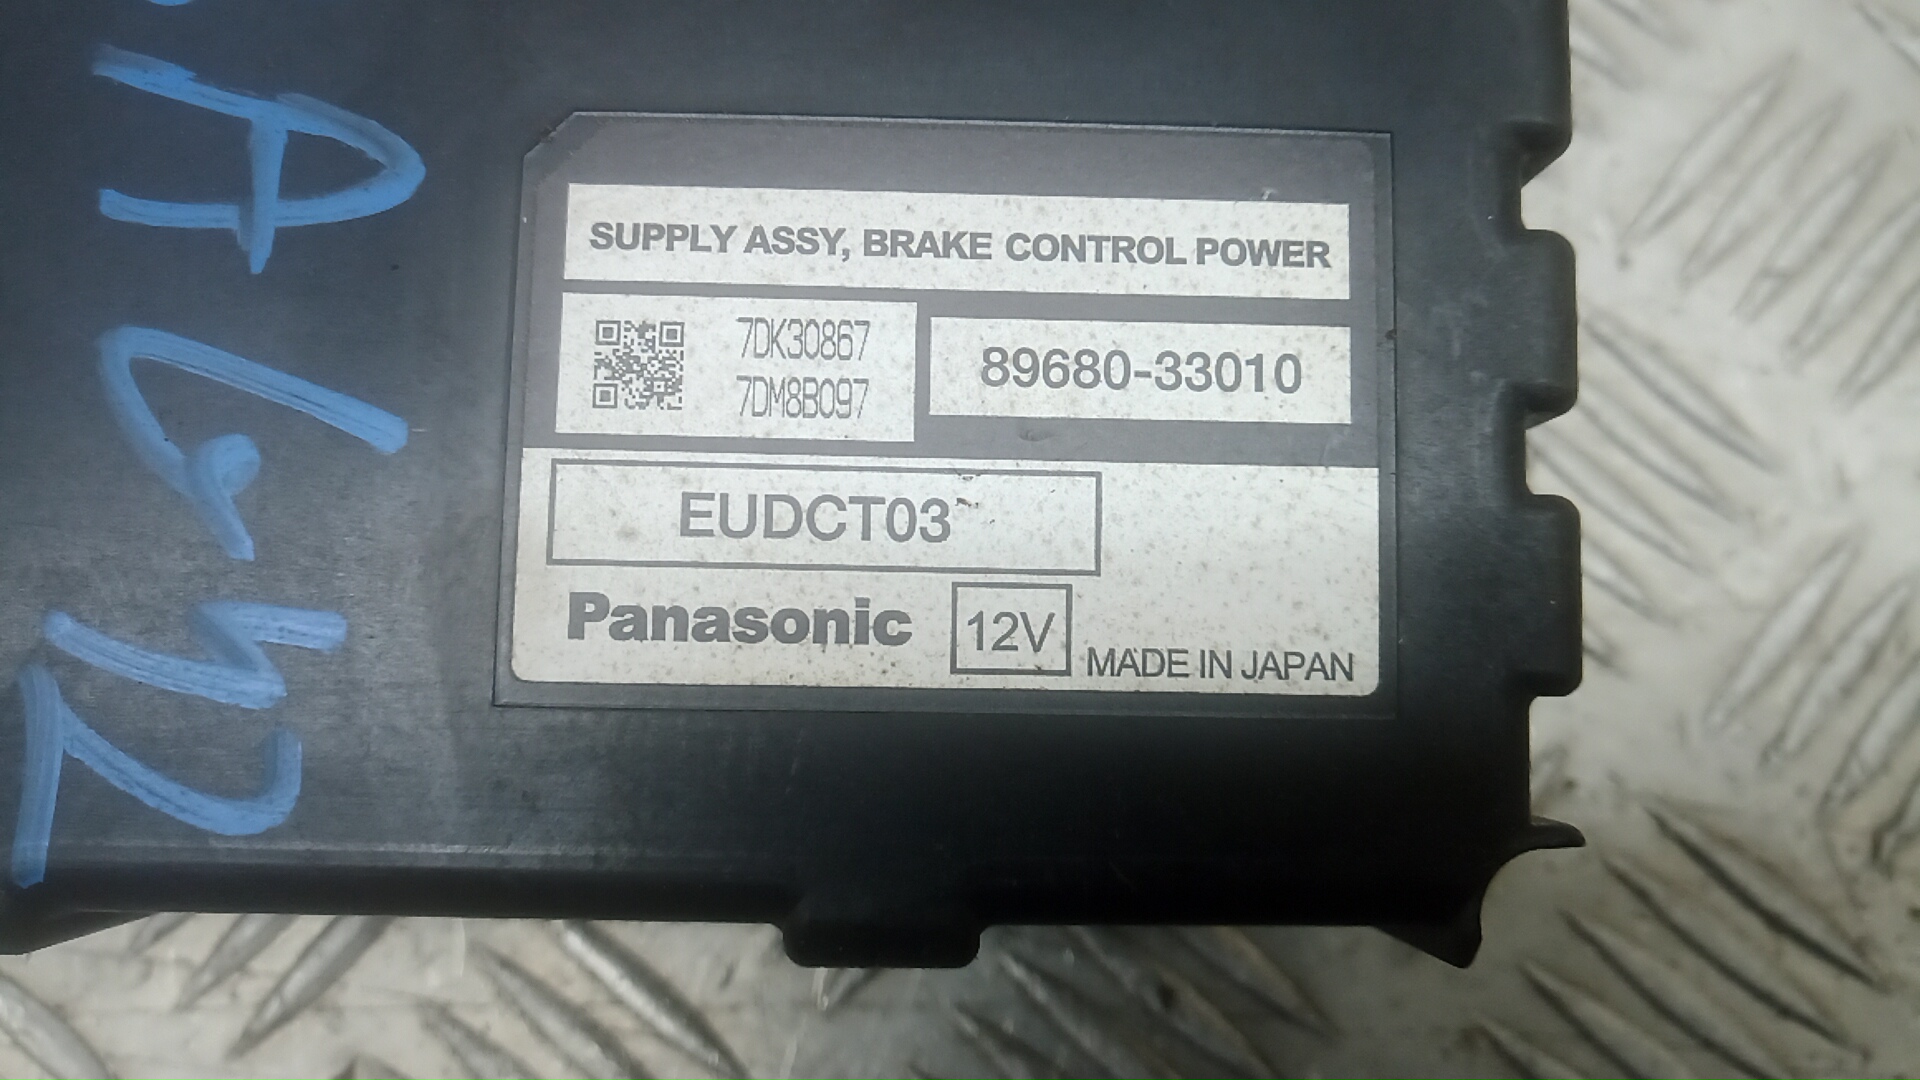 SUPPLY ASSY, BRAKE CONTROL POWER
7DK30867
7DM8B097
89680-33010
EUDCT03
Panasonic
12V
MADE IN JAPAN